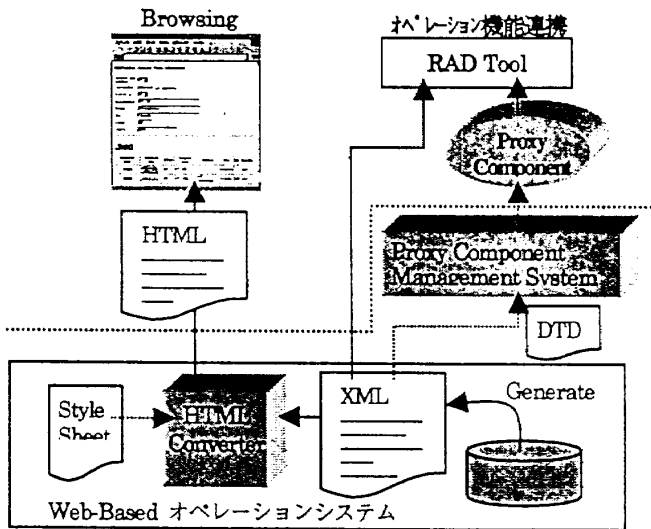 Browsing
オペレーション機能連携
RAD Tool
Proxy
Component
HTML
Proxy Component
Management System
DTD
Style
Sheet
HTML
Converter
XML
Generate
Web-Based オペレーションシステム